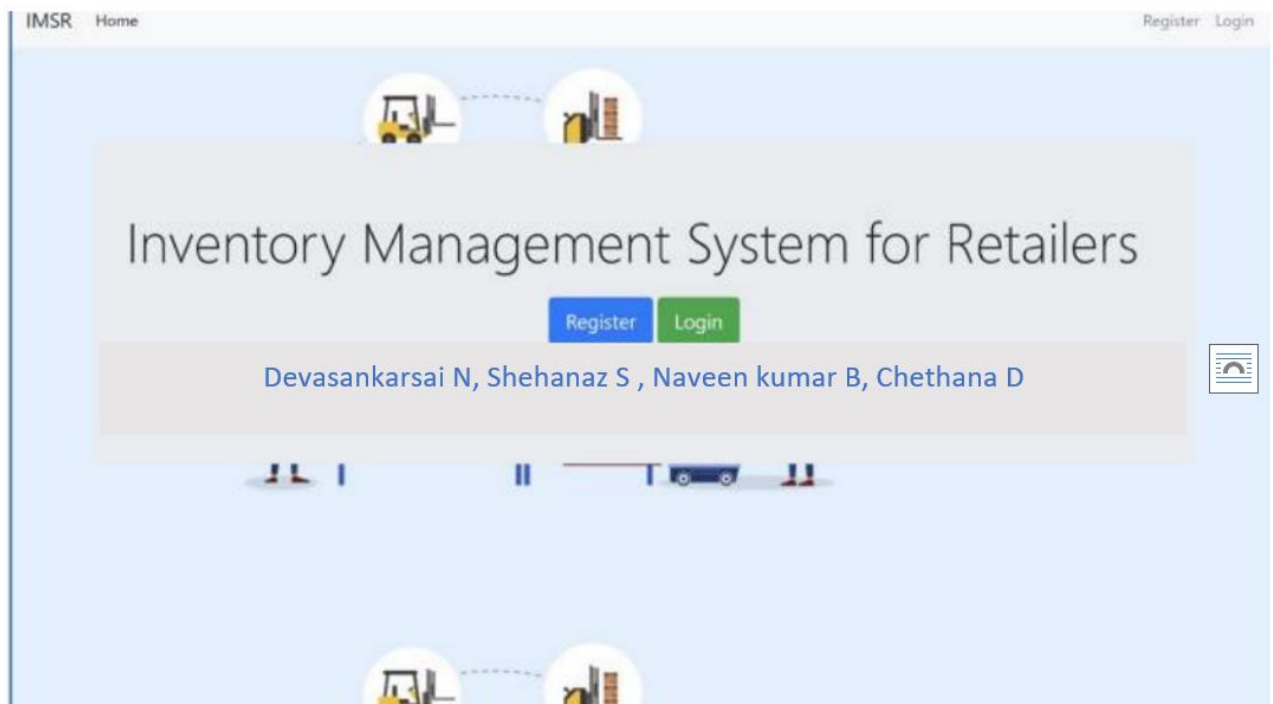 IMSR Home Register Login
Inventory Management System for Retailers
Register Login
Devasankarsai N, Shehanaz S , Naveen kumar B, Chethana D